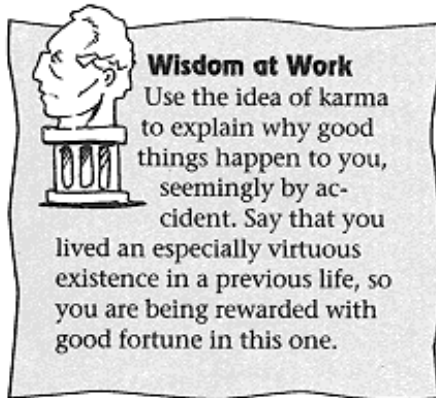 Wisdom at Work
Use the idea of karma
to explain why good
things happen to you,
seemingly by ac-
cident. Say that you
lived an especially virtuous
existence in a previous life, so
you are being rewarded with
good fortune in this one.